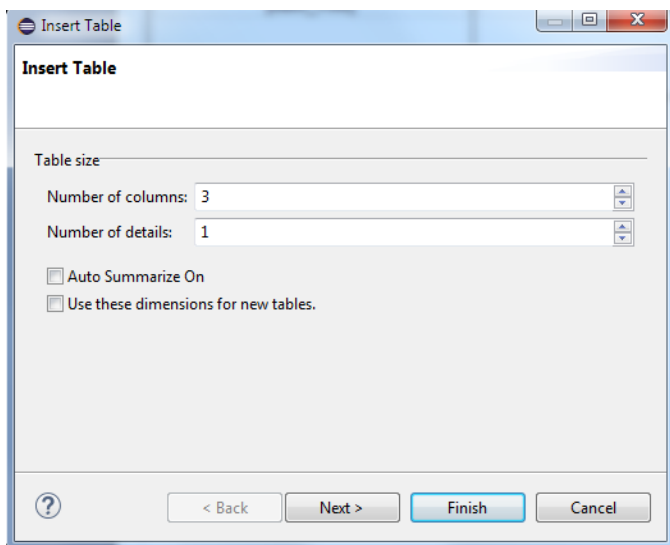 Insert Table
Insert Table
Table size
Number of columns: 3
Number of details: 1
Auto Summarize On
Use these dimensions for new tables.
? < Back Next > Finish Cancel